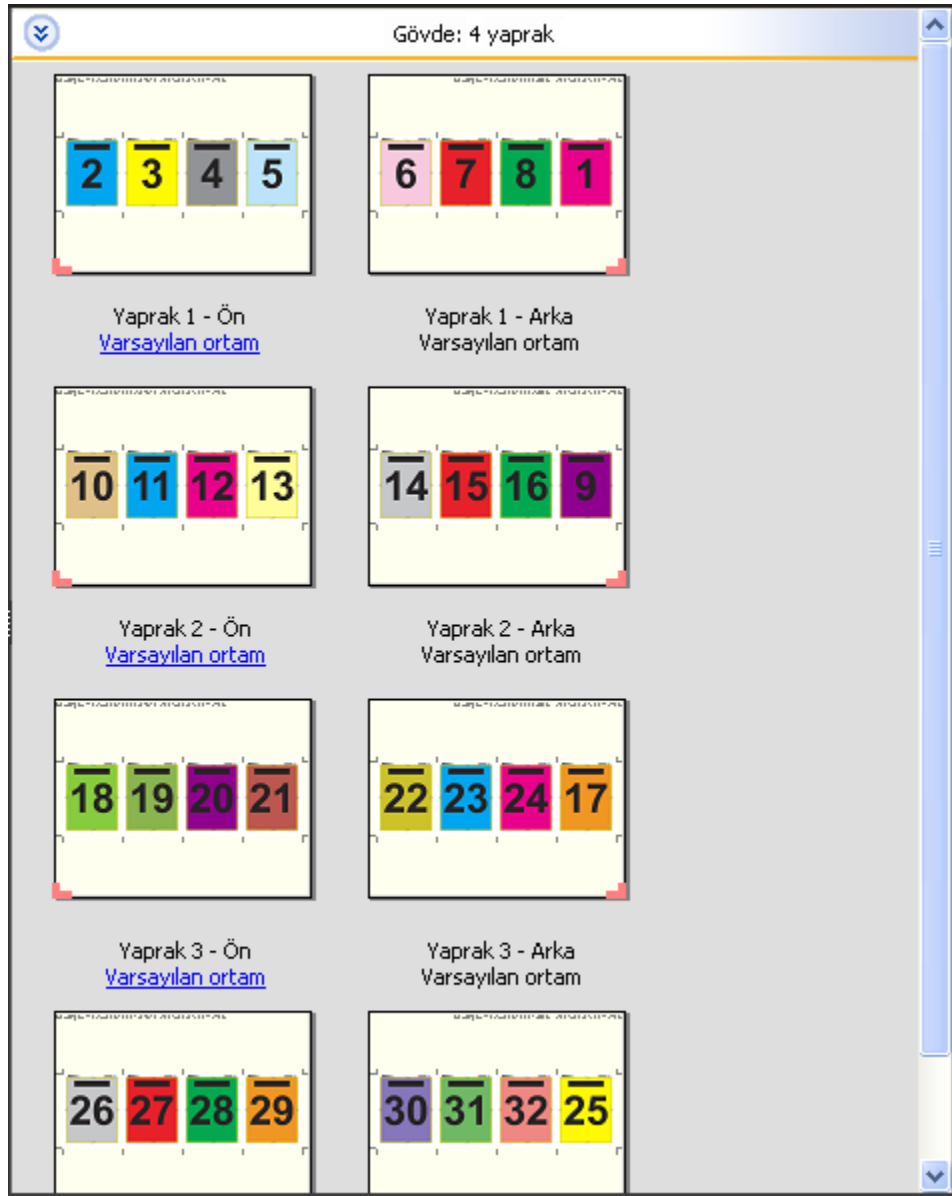 Gövde: 4 yaprak
2 3 4 5
6 7 8 1
Yaprak 1 - Ön
Varsayılan ortam
Yaprak 1 - Arka
Varsayılan ortam
10 11 12 13
14 15 16 9
Yaprak 2 - Ön
Varsayılan ortam
Yaprak 2 - Arka
Varsayılan ortam
18 19 20 21
22 23 24 17
Yaprak 3 - Ön
Varsayılan ortam
Yaprak 3 - Arka
Varsayılan ortam
26 27 28 29
30 31 32 25